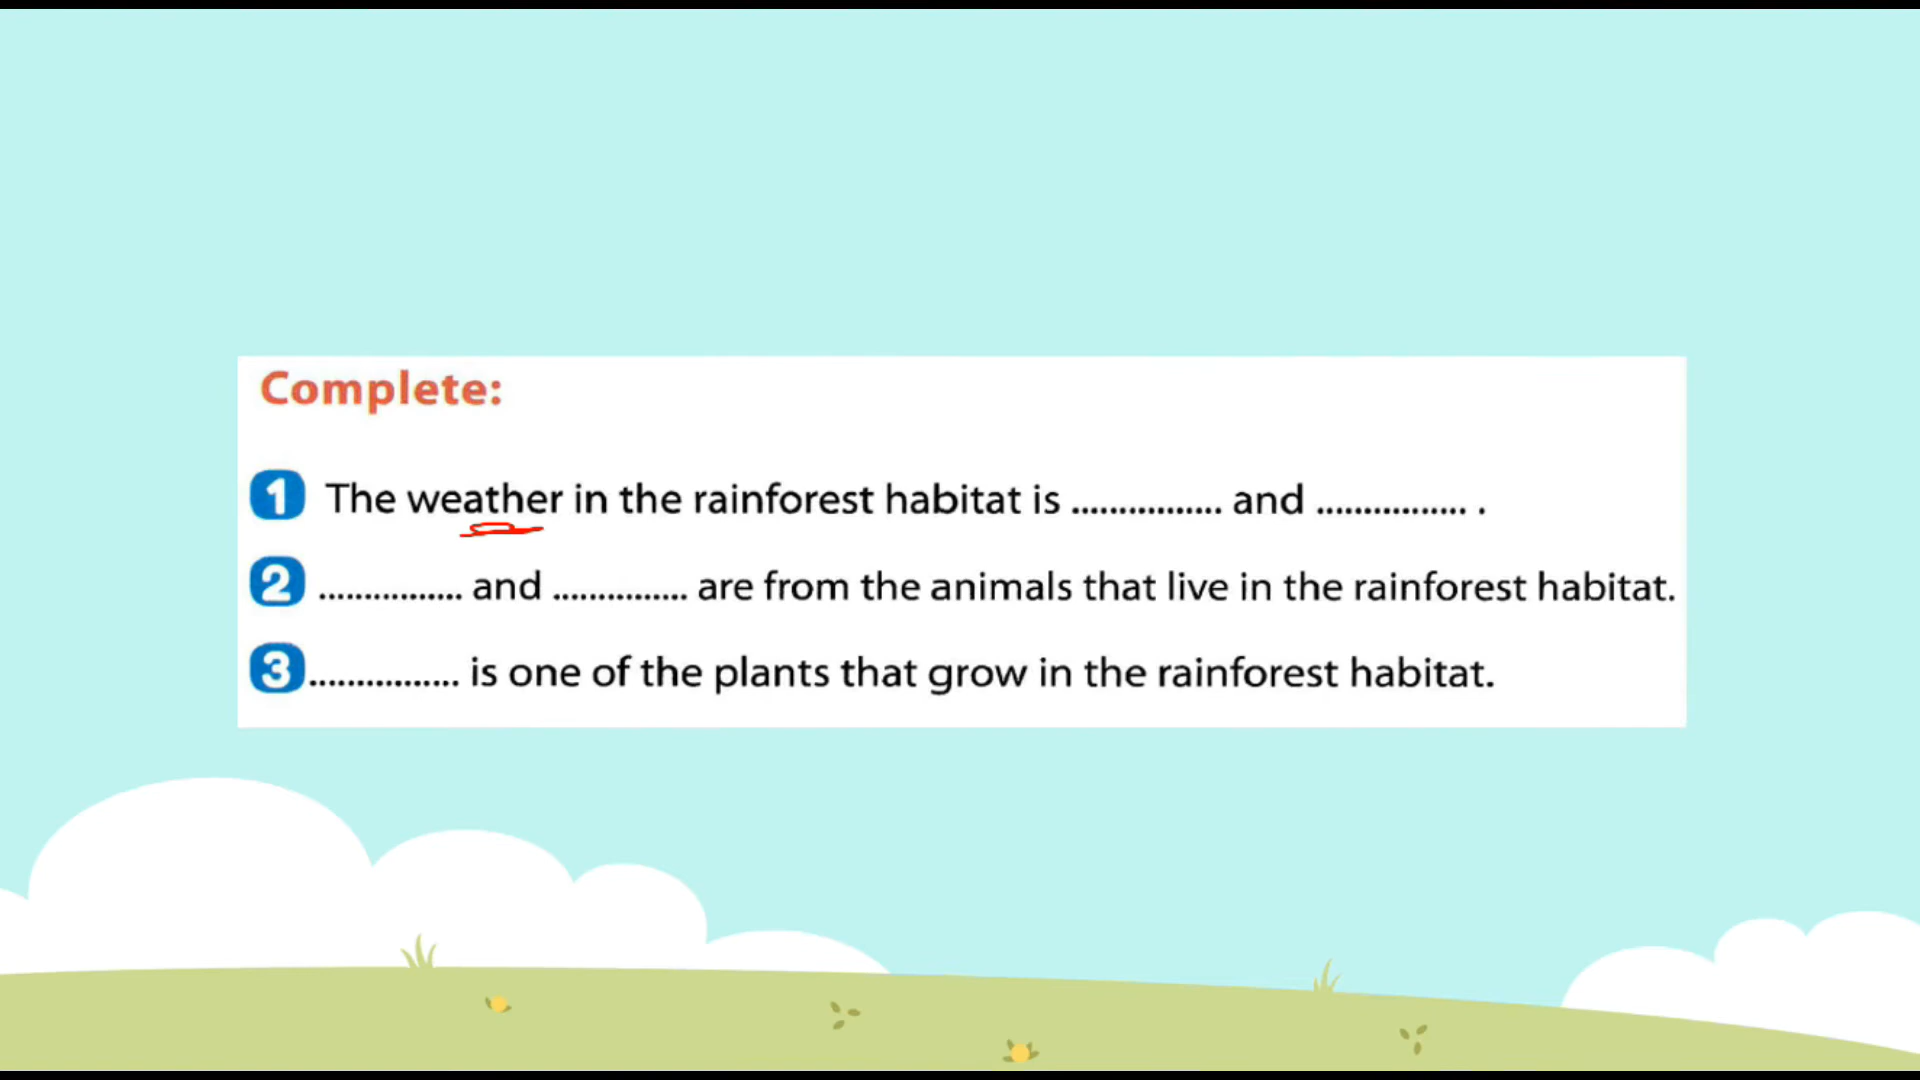 Complete:
1 The weather in the rainforest habitat is ................ and ................ .
2 ................ and ............... are from the animals that live in the rainforest habitat.
3 ................ is one of the plants that grow in the rainforest habitat.